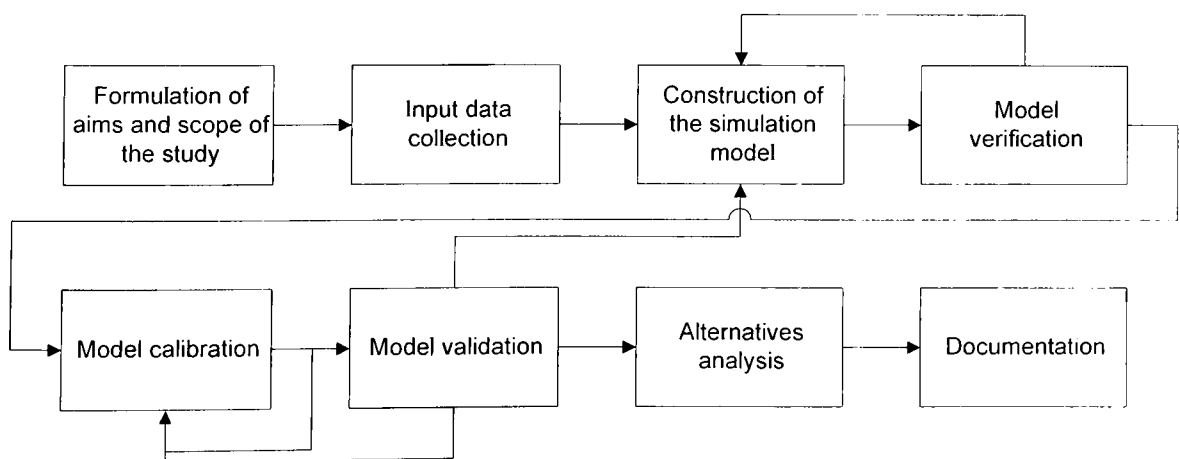 Formulation of
aims and scope of
the study
Input data
collection
Construction of
the simulation
model
Model
verification
Model calibration
Model validation
Alternatives
analysis
Documentation